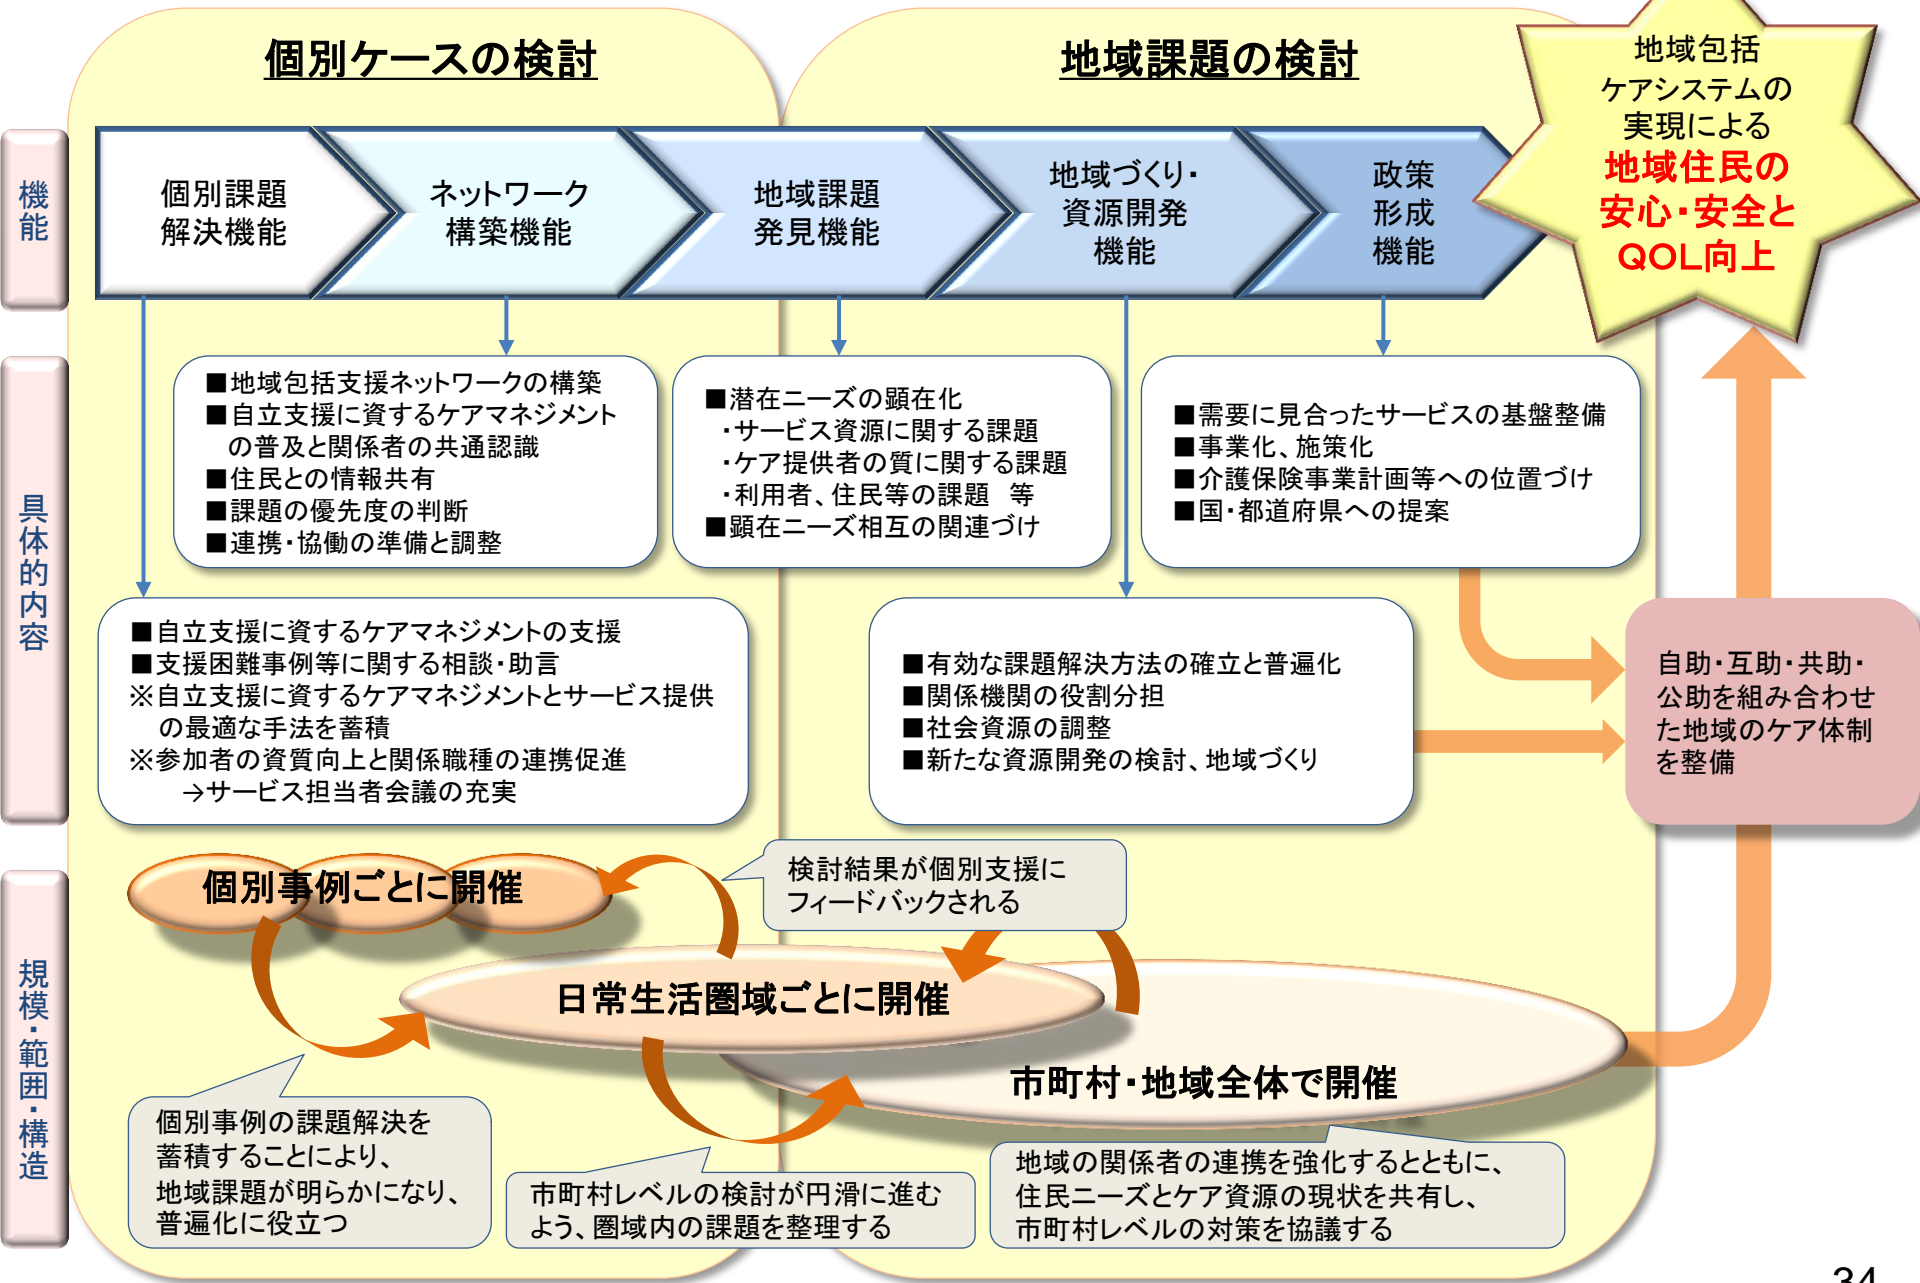 個別ケースの検討
地域課題の検討
地域包括
ケアシステムの
実現による
地域住民の
安心・安全と
QOL向上
機能
個別課題
解決機能
ネットワーク
構築機能
地域課題
発見機能
地域づくり・
資源開発
機能
政策
形成
機能
具体的内容
■地域包括支援ネットワークの構築
■自立支援に資するケアマネジメント
の普及と関係者の共通認識
■住民との情報共有
■課題の優先度の判断
■連携・協働の準備と調整
■潜在ニーズの顕在化
・サービス資源に関する課題
・ケア提供者の質に関する課題
・利用者、住民等の課題 等
■顕在ニーズ相互の関連づけ
■需要に見合ったサービスの基盤整備
■事業化、施策化
■介護保険事業計画等への位置づけ
■国・都道府県への提案
■自立支援に資するケアマネジメントの支援
■支援困難事例等に関する相談・助言
※自立支援に資するケアマネジメントとサービス提供
の最適な手法を蓄積
※参加者の資質向上と関係職種の連携促進
→サービス担当者会議の充実
■有効な課題解決方法の確立と普遍化
■関係機関の役割分担
■社会資源の調整
■新たな資源開発の検討、地域づくり
自助・互助・共助・
公助を組み合わせ
た地域のケア体制
を整備
規模・範囲・構造
個別事例ごとに開催
検討結果が個別支援に
フィードバックされる
日常生活圏域ごとに開催
市町村・地域全体で開催
個別事例の課題解決を
蓄積することにより、
地域課題が明らかになり、
普遍化に役立つ
市町村レベルの検討が円滑に進む
よう、圏域内の課題を整理する
地域の関係者の連携を強化するとともに、
住民ニーズとケア資源の現状を共有し、
市町村レベルの対策を協議する
34